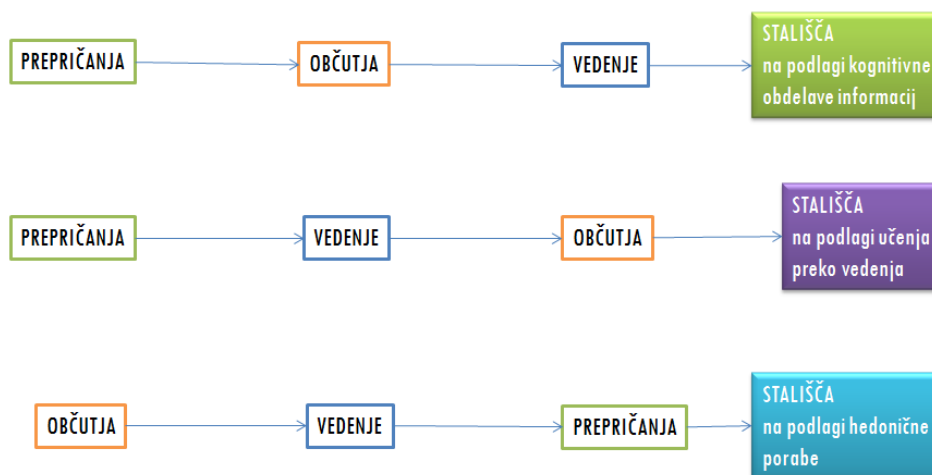 PREPRIČANJA
OBČUTJA
VEDENJE
STALIŠČA
na podlagi kognitivne
obdelave informacij
PREPRIČANJA
VEDENJE
OBČUTJA
STALIŠČA
na podlagi učenja
preko vedenja
OBČUTJA
VEDENJE
PREPRIČANJA
STALIŠČA
na podlagi hedonične
porabe